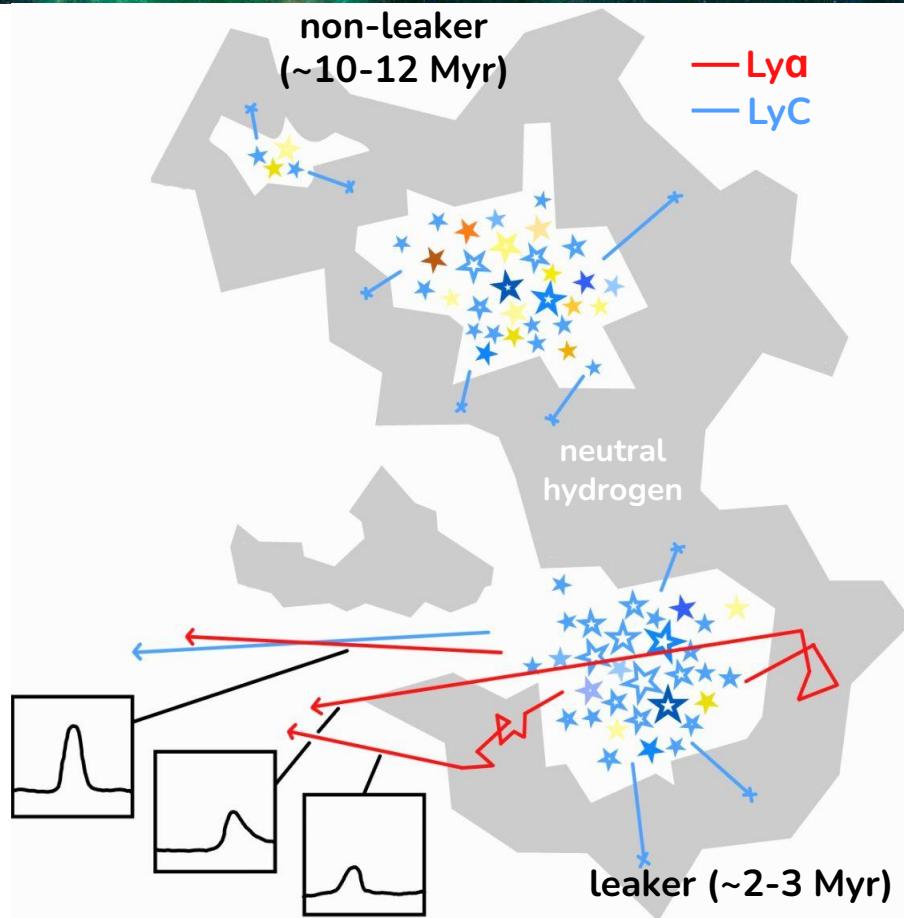 non-leaker
(~10-12 Myr)
Lyα
LyC
neutral
hydrogen
leaker (~2-3 Myr)